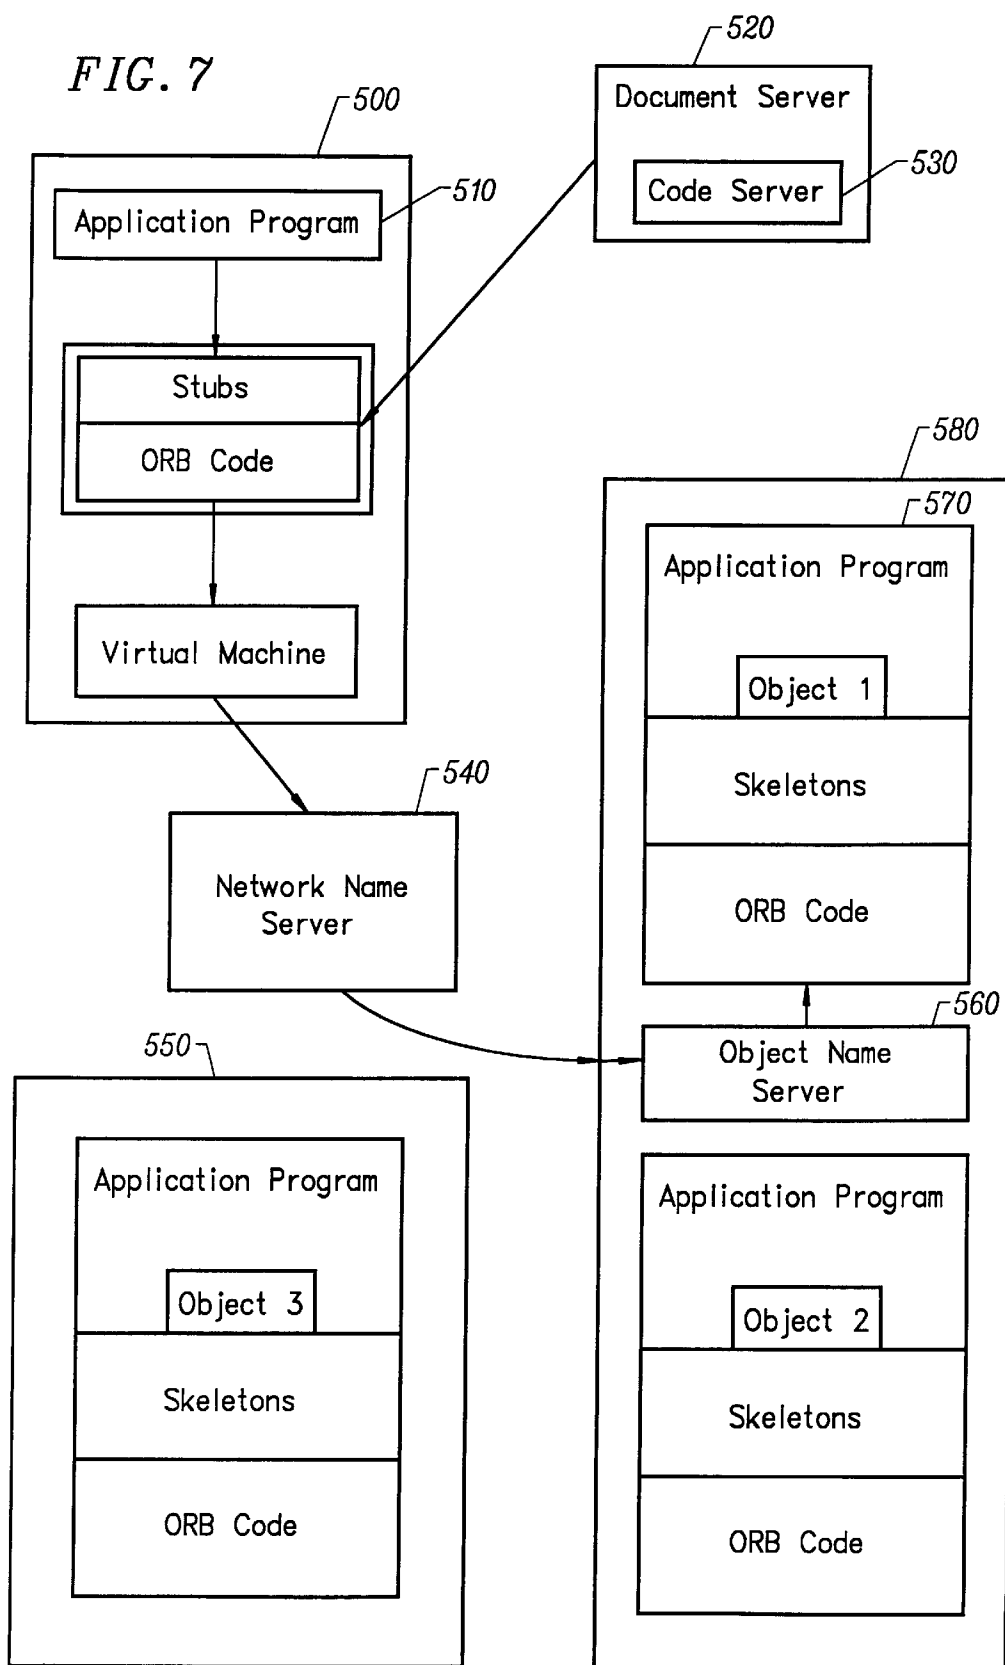 FIG. 7
500
510
Application Program
Stubs
ORB Code
Virtual Machine
520
Document Server
530
Code Server
540
Network Name
Server
550
Application Program
Object 3
Skeletons
ORB Code
580
570
Application Program
Object 1
Skeletons
ORB Code
560
Object Name
Server
Application Program
Object 2
Skeletons
ORB Code